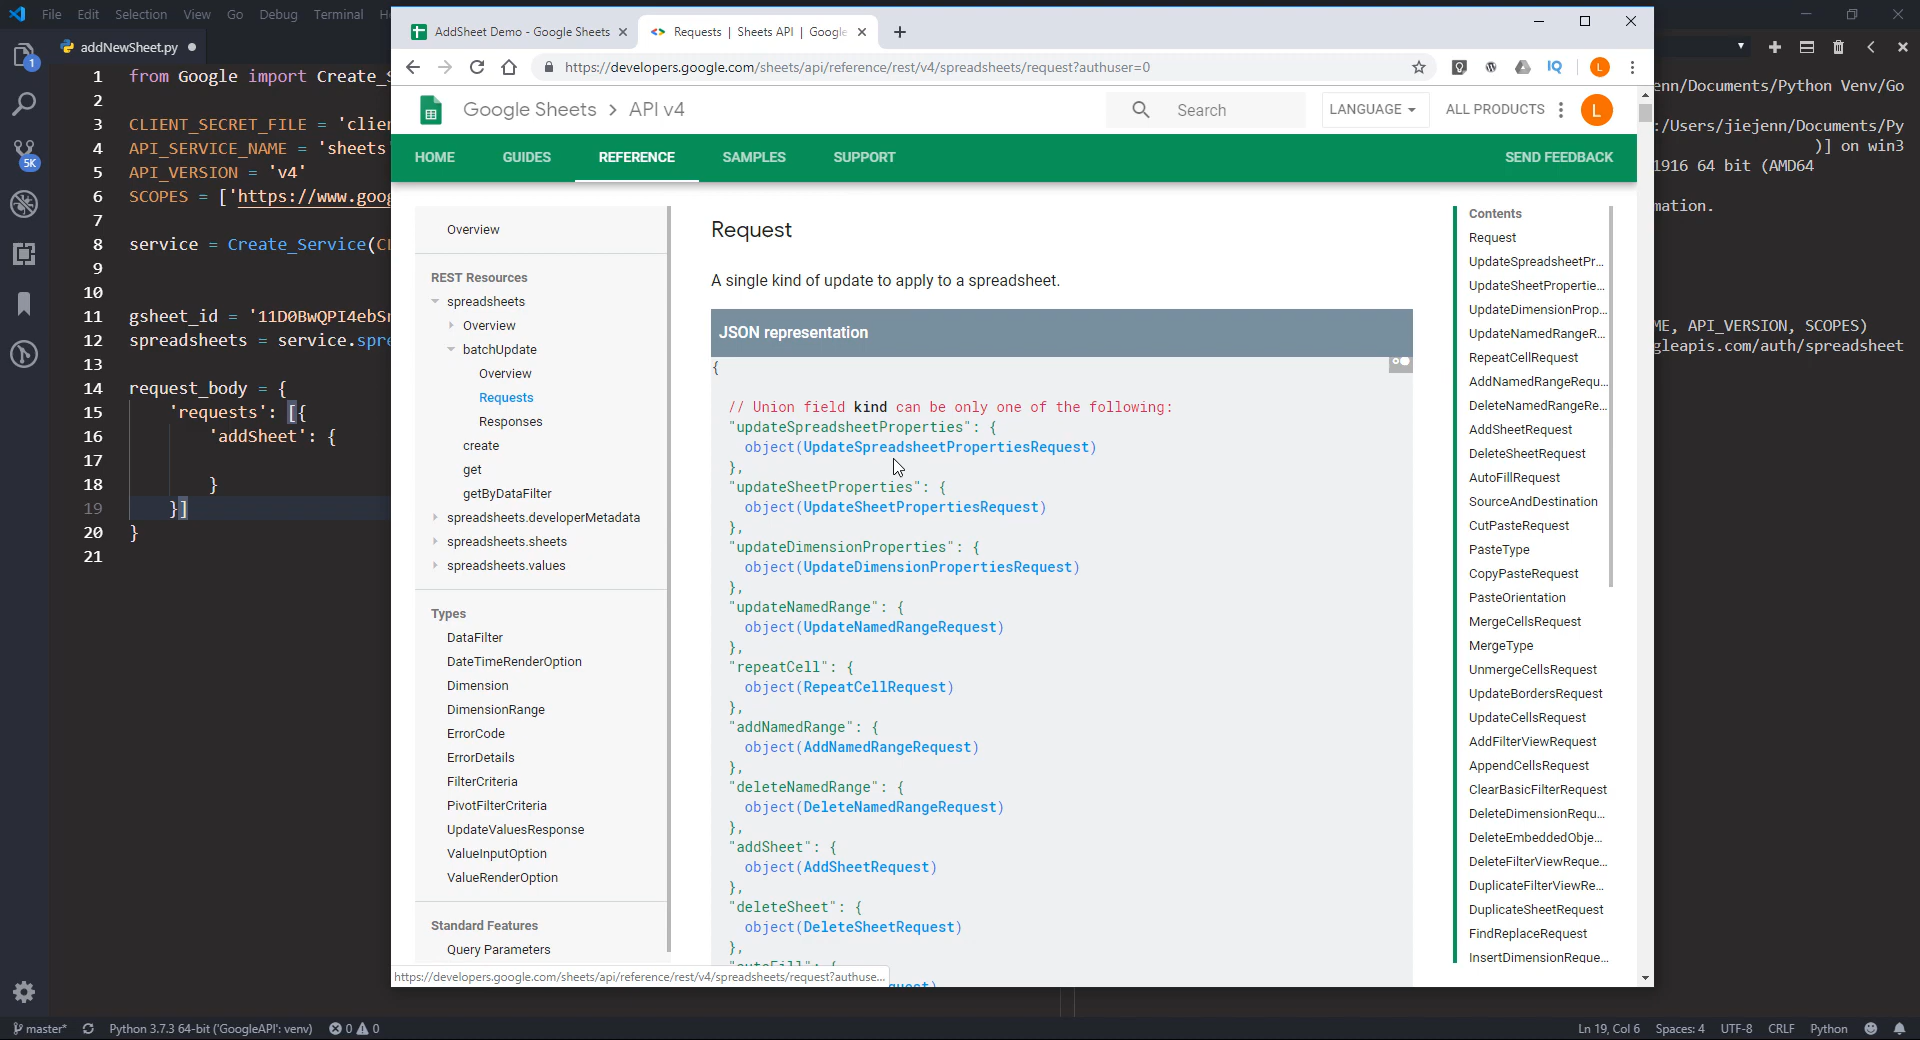 File Edit Selection View Go Debug Terminal
addNewSheet.py
1 from Google import Create_S
2
3 CLIENT_SECRET_FILE = 'clien
4 API_SERVICE_NAME = 'sheets'
5 API_VERSION = 'v4'
6 SCOPES = ['https://www.goog
7
8 service = Create_Service(Cl
9
10
11 gsheet_id = '11D0BwQPI4ebSr
12 spreadsheets = service.spre
13
14 request_body = {
15 'requests': [{
16 'addSheet': {
17
18 }
19 }]
20 }
21
1
5K
AddSheet Demo - Google Sheets
Requests | Sheets API | Google
https://developers.google.com/sheets/api/reference/rest/v4/spreadsheets/request?authuser=0
L
Google Sheets > API v4
Search
LANGUAGE
ALL PRODUCTS
L
HOME GUIDES REFERENCE SAMPLES SUPPORT SEND FEEDBACK
Overview
REST Resources
spreadsheets
Overview
batchUpdate
Overview
Requests
Responses
create
get
getByDataFilter
spreadsheets.developerMetadata
spreadsheets.sheets
spreadsheets.values
Types
DataFilter
DateTimeRenderOption
Dimension
DimensionRange
ErrorCode
ErrorDetails
FilterCriteria
PivotFilterCriteria
UpdateValuesResponse
ValueInputOption
ValueRenderOption
Standard Features
Query Parameters
Request
A single kind of update to apply to a spreadsheet.
JSON representation
{
// Union field kind can be only one of the following:
"updateSpreadsheetProperties": {
object(UpdateSpreadsheetPropertiesRequest)
},
"updateSheetProperties": {
object(UpdateSheetPropertiesRequest)
},
"updateDimensionProperties": {
object(UpdateDimensionPropertiesRequest)
},
"updateNamedRange": {
object(UpdateNamedRangeRequest)
},
"repeatCell": {
object(RepeatCellRequest)
},
"addNamedRange": {
object(AddNamedRangeRequest)
},
"deleteNamedRange": {
object(DeleteNamedRangeRequest)
},
"addSheet": {
object(AddSheetRequest)
},
"deleteSheet": {
object(DeleteSheetRequest)
},
Contents
Request
UpdateSpreadsheetPr...
UpdateSheetPropertie...
UpdateDimensionProp...
UpdateNamedRangeR...
RepeatCellRequest
AddNamedRangeRequ...
DeleteNamedRangeRe...
AddSheetRequest
DeleteSheetRequest
AutoFillRequest
SourceAndDestination
CutPasteRequest
PasteType
CopyPasteRequest
PasteOrientation
MergeCellsRequest
MergeType
UnmergeCellsRequest
UpdateBordersRequest
UpdateCellsRequest
AddFilterViewRequest
AppendCellsRequest
ClearBasicFilterRequest
DeleteDimensionRequ...
DeleteEmbeddedObje...
DeleteFilterViewReque...
DuplicateFilterViewRe...
DuplicateSheetRequest
FindReplaceRequest
InsertDimensionReque...
https://developers.google.com/sheets/api/reference/rest/v4/spreadsheets/request?authuse...
enn/Documents/Python Venv/Go
:/Users/jiejenn/Documents/Py
)] on win3
1916 64 bit (AMD64
mation.
ME, API_VERSION, SCOPES)
gleapis.com/auth/spreadsheet
master* Python 3.7.3 64-bit ('GoogleAPI': venv) 0 0
Ln 19, Col 6 Spaces: 4 UTF-8 CRLF Python